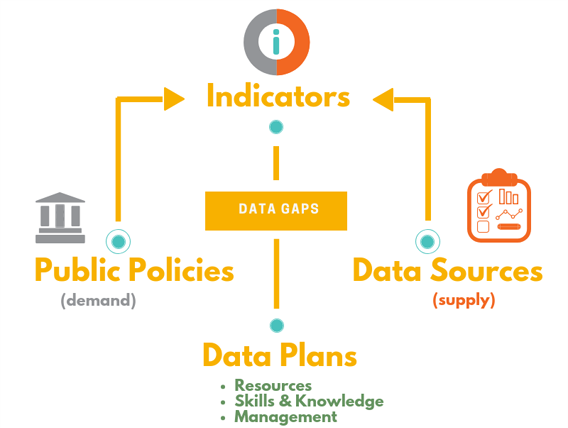 i
Indicators
DATA GAPS
Public Policies
(demand)
Data Sources
(supply)
Data Plans
• Resources
• Skills & Knowledge
• Management